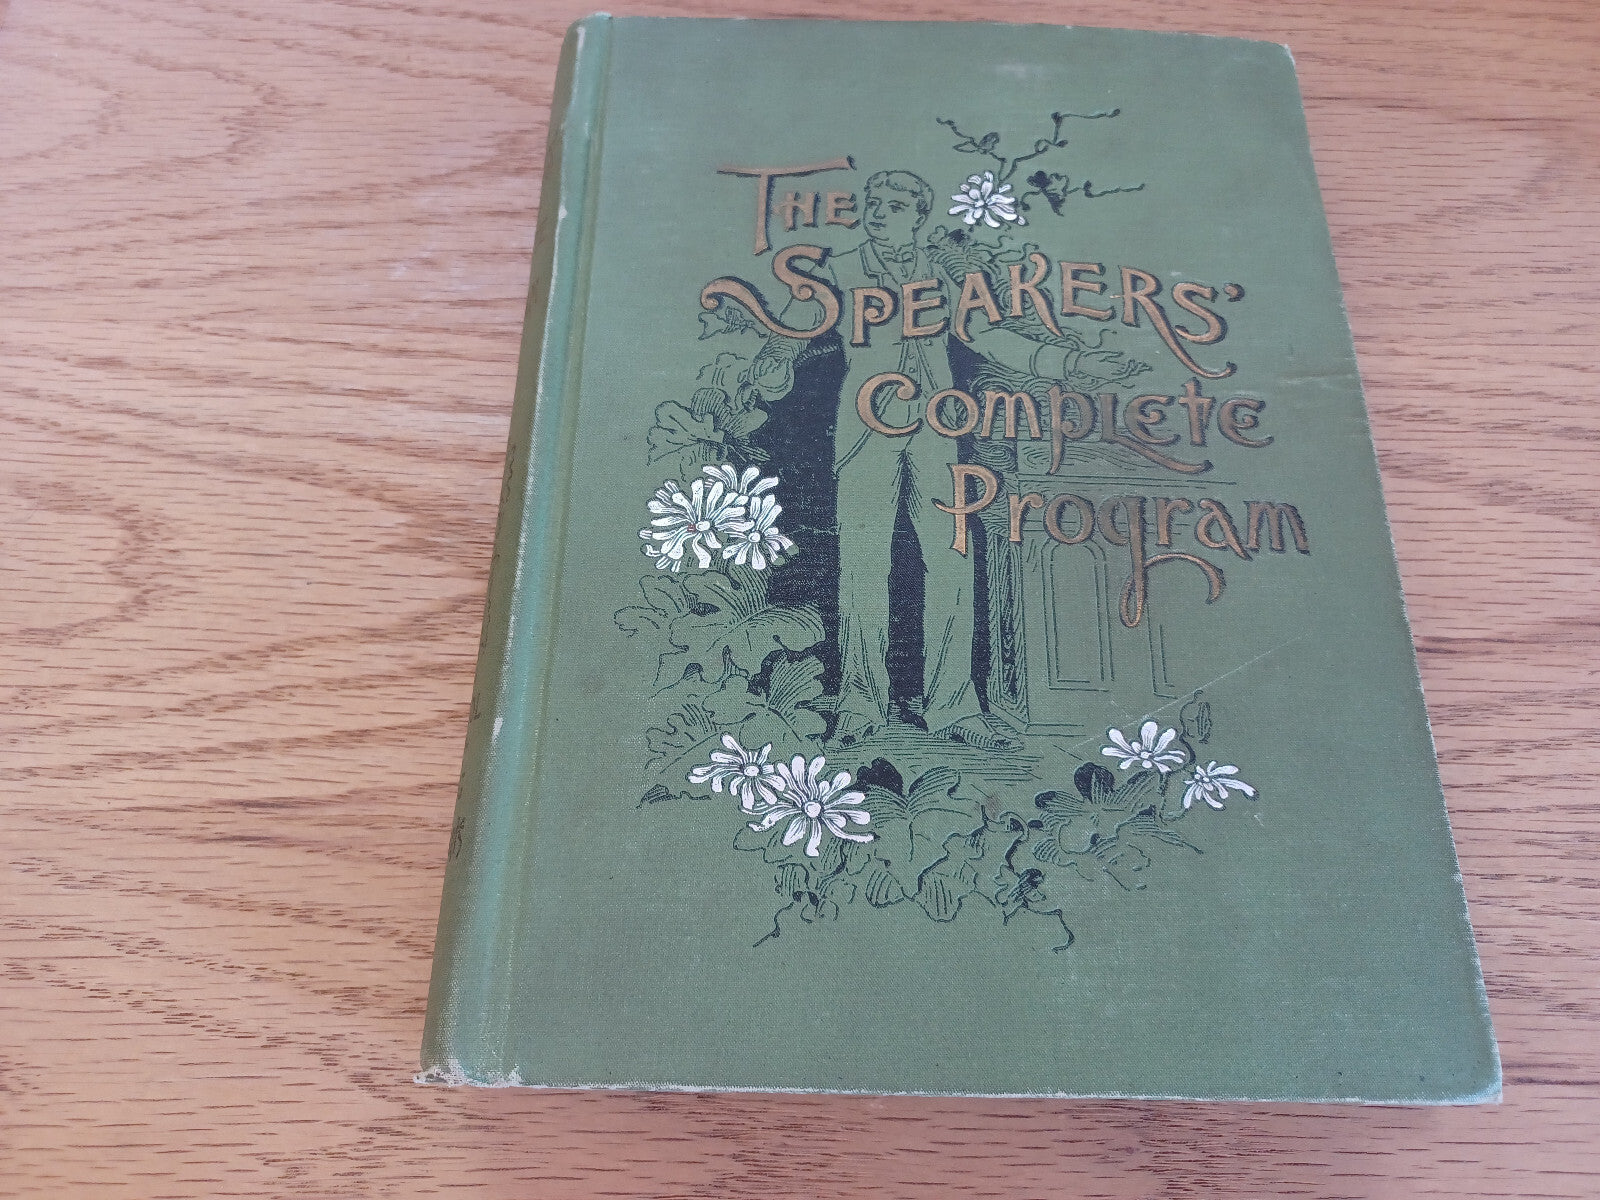 The
Speakers'
Complete
Program